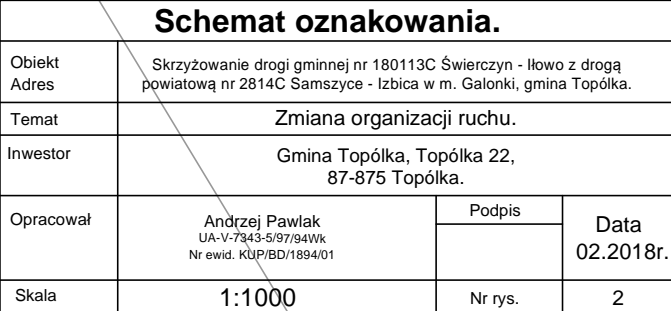 Schemat oznakowania.
Obiekt
Adres
Skrzyżowanie drogi gminnej nr 180113C Świerczyn - Iłowo z drogą
powiatową nr 2814C Samszyce - Izbica w m. Galonki, gmina Topólka.
Temat
Zmiana organizacji ruchu.
Inwestor
Gmina Topólka, Topólka 22,
87-875 Topólka.
Opracował
Andrzej Pawlak
UA-V-7343-5/97/94Wk
Nr ewid. KUP/BD/1894/01
Podpis
Data
02.2018r.
Skala
1:1000
Nr rys.
2